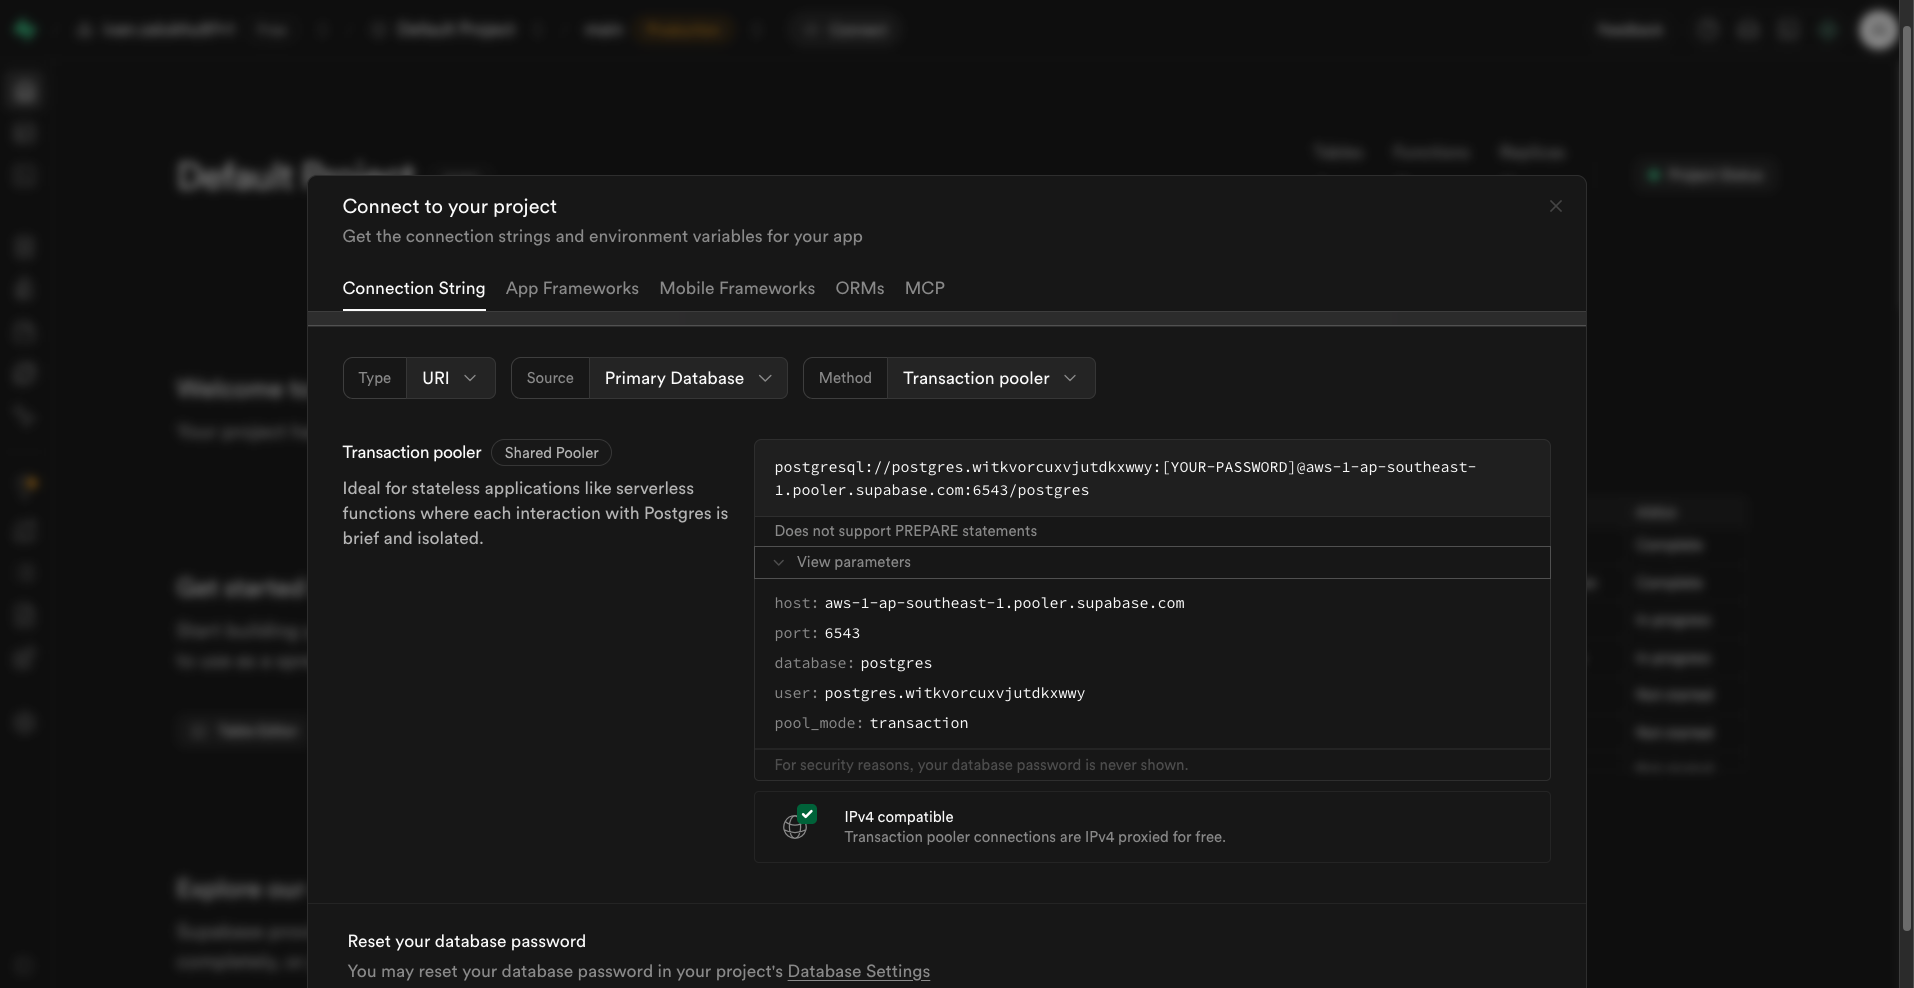 Default Project
Feedback
Connect to your project
Get the connection strings and environment variables for your app
Connection String App Frameworks Mobile Frameworks ORMs MCP
Type URI Source Primary Database Method Transaction pooler
Transaction pooler Shared Pooler
Ideal for stateless applications like serverless
functions where each interaction with Postgres is
brief and isolated.
postgresql://postgres.witkvorcuxvjutdkxwwy:[YOUR-PASSWORD]@aws-1-ap-southeast-
1.pooler.supabase.com:6543/postgres
Does not support PREPARE statements
View parameters
host: aws-1-ap-southeast-1.pooler.supabase.com
port: 6543
database: postgres
user: postgres.witkvorcuxvjutdkxwwy
pool_mode: transaction
For security reasons, your database password is never shown.
IPv4 compatible
Transaction pooler connections are IPv4 proxied for free.
Reset your database password
You may reset your database password in your project's Database Settings